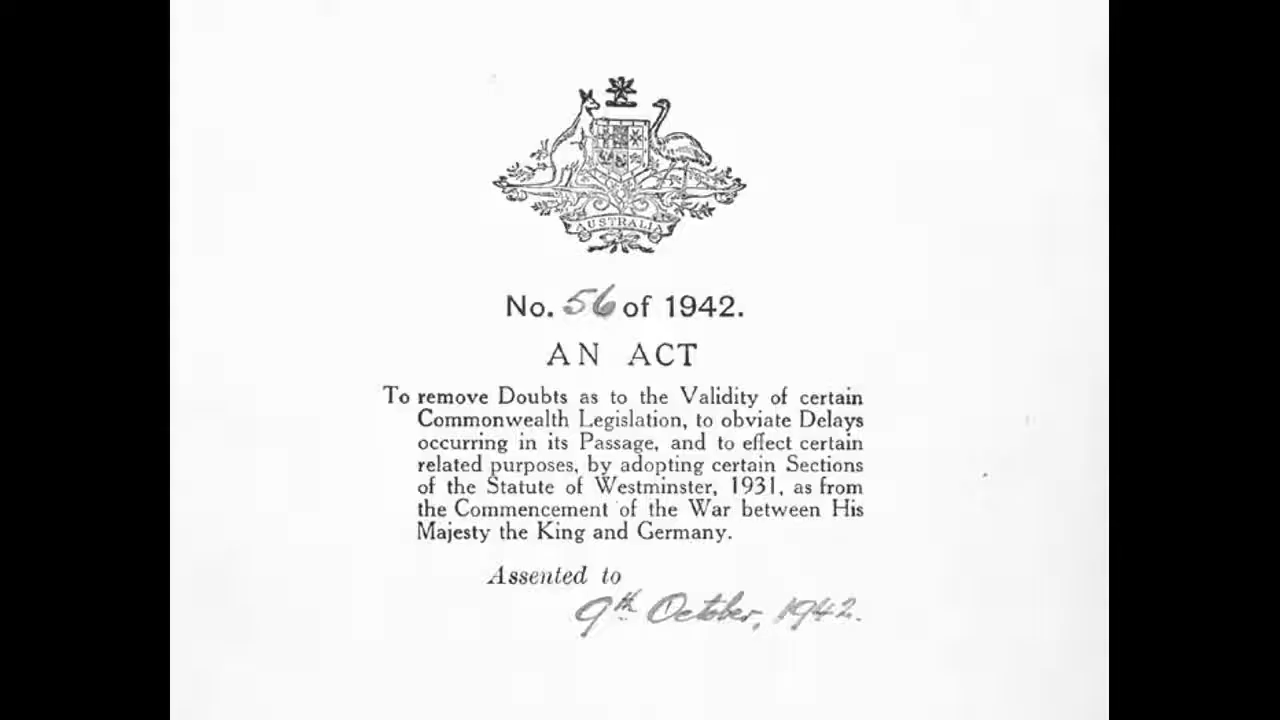 AUSTRALIA
No. 56 of 1942.
AN ACT
To remove Doubts as to the Validity of certain
Commonwealth Legislation, to obviate Delays
occurring in its Passage, and to effect certain
related purposes, by adopting certain Sections
of the Statute of Westminster, 1931, as from
the Commencement of the War between His
Majesty the King and Germany.
Assented to
9th October, 1942.